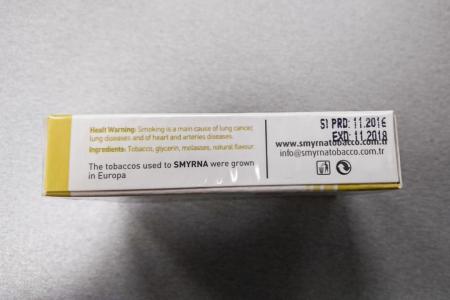 Healt Warning: Smoking is a main cause of lung cancer,
lung diseases and of heart and arteries diseases.
Ingredients: Tobacco, glycerin, molasses, natural flavour.
The tobaccos used to SMYRNA were grown
in Europa
S1 PRD: 11.2016
EXD: 11.2018
www.smyrnatobacco.com.tr
info@smyrnatobacco.com.tr